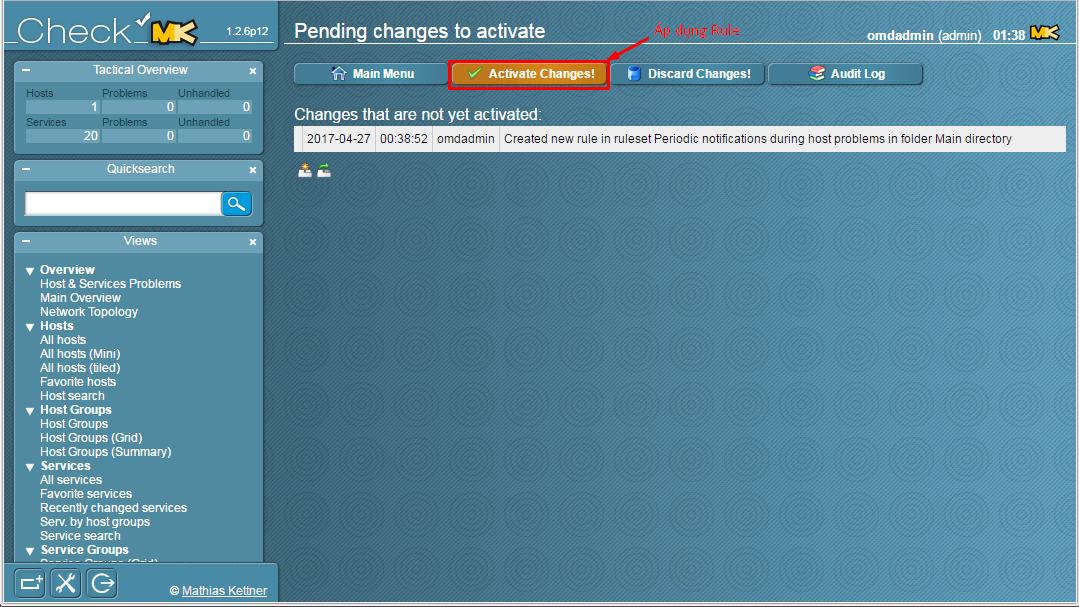 Check MK 1.2.6p12
Tactical Overview
Hosts Problems Unhandled
1 0 0
Services Problems Unhandled
20 0 0
Quicksearch
Views
Overview
Host & Services Problems
Main Overview
Network Topology
Hosts
All hosts
All hosts (Mini)
All hosts (tiled)
Favorite hosts
Host search
Host Groups
Host Groups
Host Groups (Grid)
Host Groups (Summary)
Services
All services
Favorite services
Recently changed services
Serv. by host groups
Service search
Service Groups
Service Groups (Grid)
© Mathias Kettner
Pending changes to activate
Áp dụng Rule
omdadmin (admin) 01:38 MK
Main Menu Activate Changes! Discard Changes! Audit Log
Changes that are not yet activated:
2017-04-27 00:38:52 omdadmin Created new rule in ruleset Periodic notifications during host problems in folder Main directory